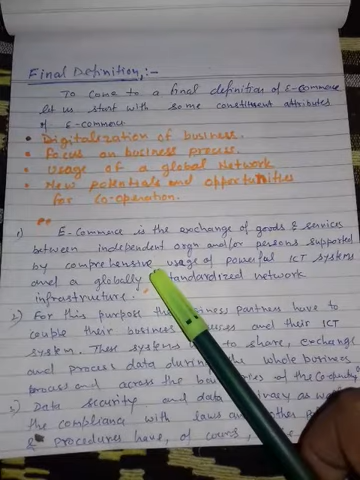 Final Definition :-
To come to a final definition of E-commerce
let us start with some constituent attributes
of E-commerce
• Digitalization of business.
• Focus on business process.
• Usage of a global network
• New potentials and opportunities
for co-operation.
1) E-Commerce is the exchange of goods & services
between independent orgn and/or persons supported
by comprehensive usage of powerful ICT systems
and a globally standardized network
infrastructure.
2) For this purpose the business partners have to
couple their business and their ICT
system. These systems to share, exchange
and process data during the whole business
process and across the of the
3) Data security and data as
the compliance with laws
& procedures have, of course,